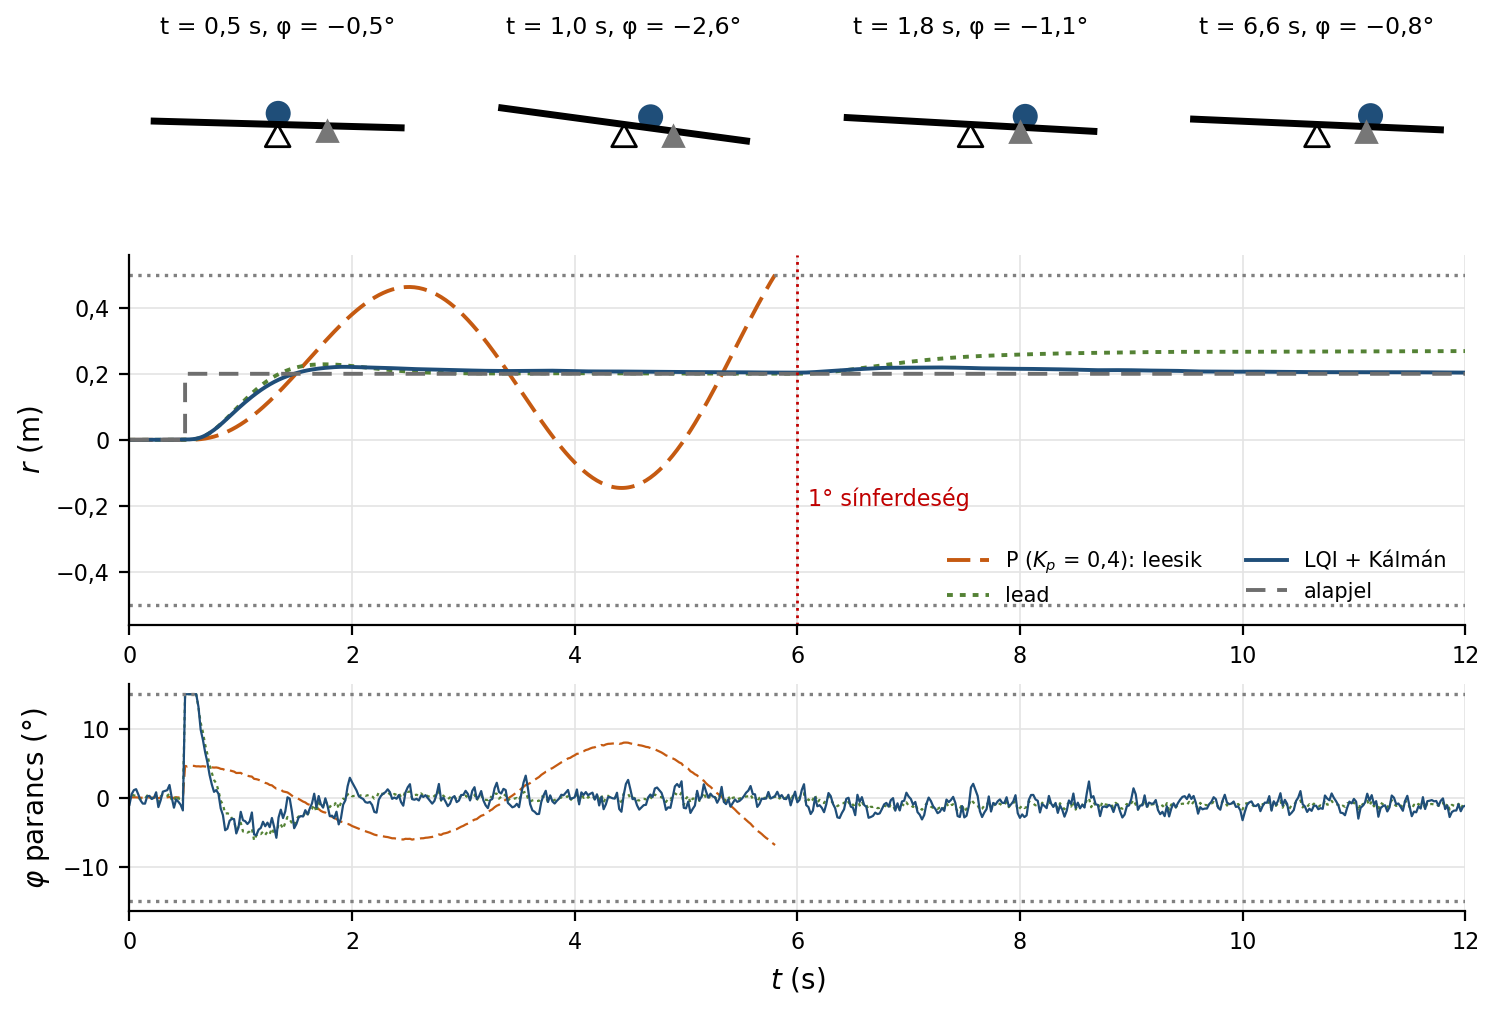 t = 0,5 s, φ = −0,5°
t = 1,0 s, φ = −2,6°
t = 1,8 s, φ = −1,1°
t = 6,6 s, φ = −0,8°
r (m)
0,4
0,2
0
−0,2
−0,4
1° sínferdeség
P (Kp = 0,4): leesik
lead
LQI + Kálmán
alapjel
0 2 4 6 8 10 12
φ parancs (°)
10
0
−10
0 2 4 6 8 10 12
t (s)